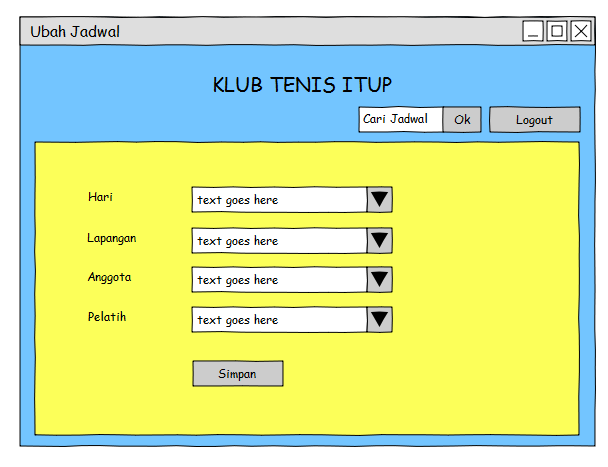 Ubah Jadwal
KLUB TENIS ITUP
Cari Jadwal Ok Logout
Hari text goes here
Lapangan text goes here
Anggota text goes here
Pelatih text goes here
Simpan